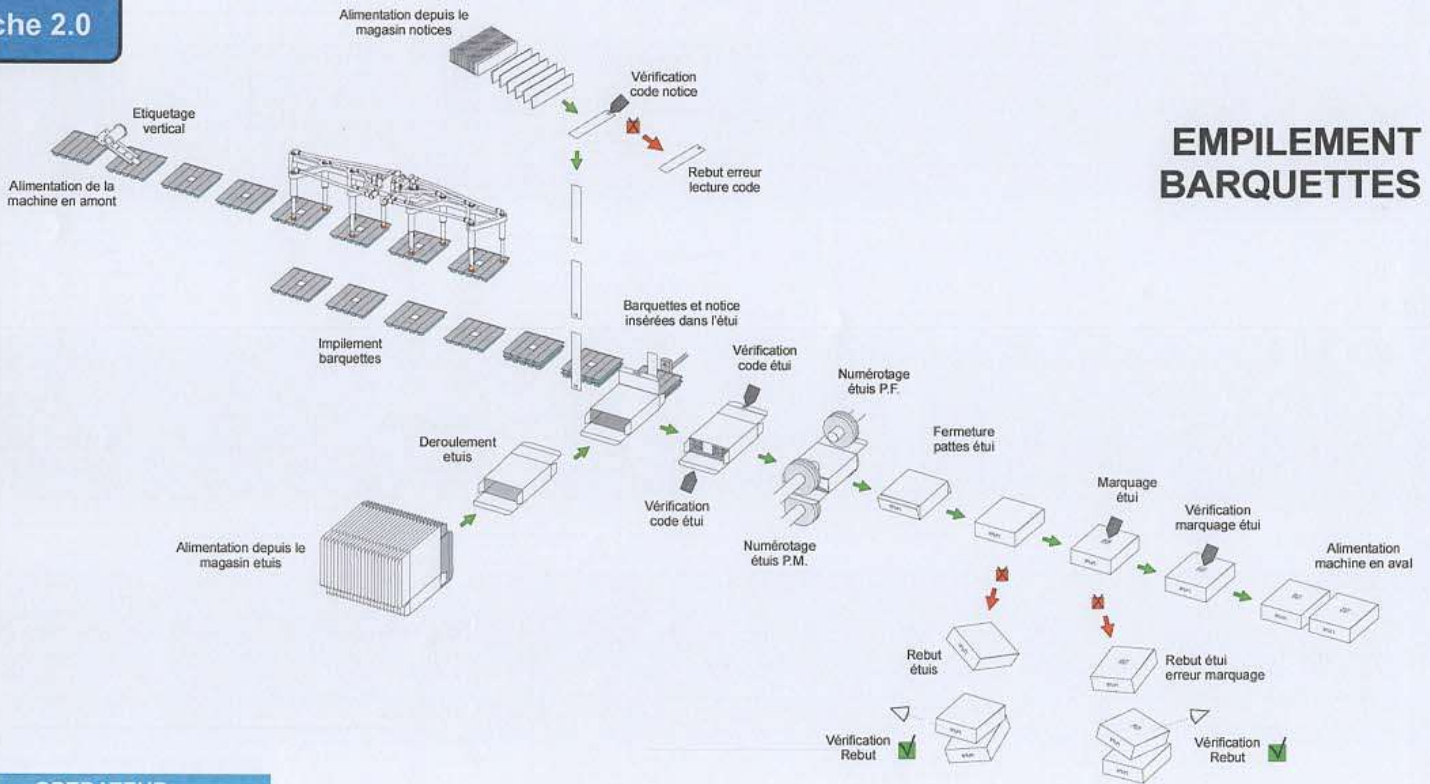 che 2.0
EMPILEMENT
BARQUETTES
Alimentation depuis le
magasin notices
Vérification
code notice
Rebut erreur
lecture code
Etiquetage
vertical
Alimentation de la
machine en amont
Impilement
barquettes
Barquettes et notice
insérées dans l'étui
Vérification
code étui
Numérotage
étuis P.F.
Deroulement
etuis
Fermeture
pattes étui
Vérification
code étui
Marquage
étui
Vérification
marquage étui
Alimentation depuis le
magasin etuis
Numérotage
étuis P.M.
Alimentation
machine en aval
Rebut
étuis
Rebut étui
erreur marquage
Vérification
Rebut
Vérification
Rebut